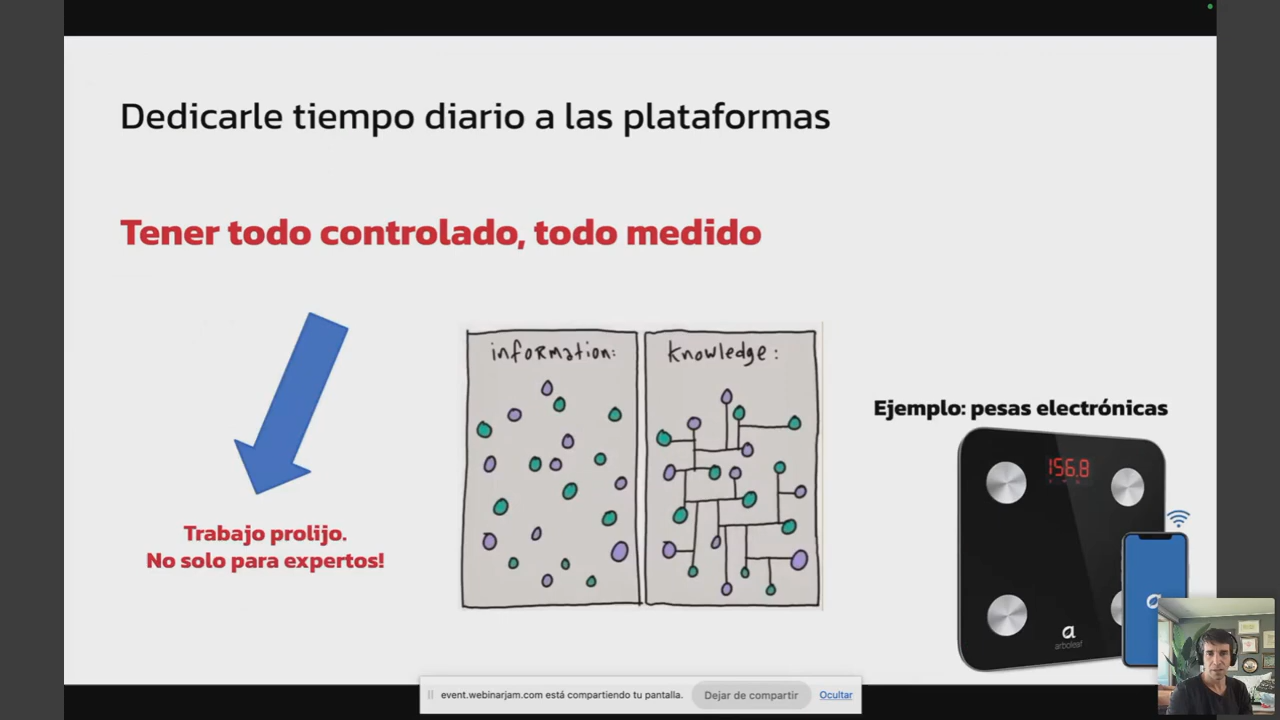 Dedicarle tiempo diario a las plataformas
Tener todo controlado, todo medido
information:
knowledge:
Ejemplo: pesas electrónicas
156.8
Trabajo prolijo.
No solo para expertos!
a
arboleaf
a
event.webinarjam.com está compartiendo tu pantalla.
Dejar de compartir
Ocultar